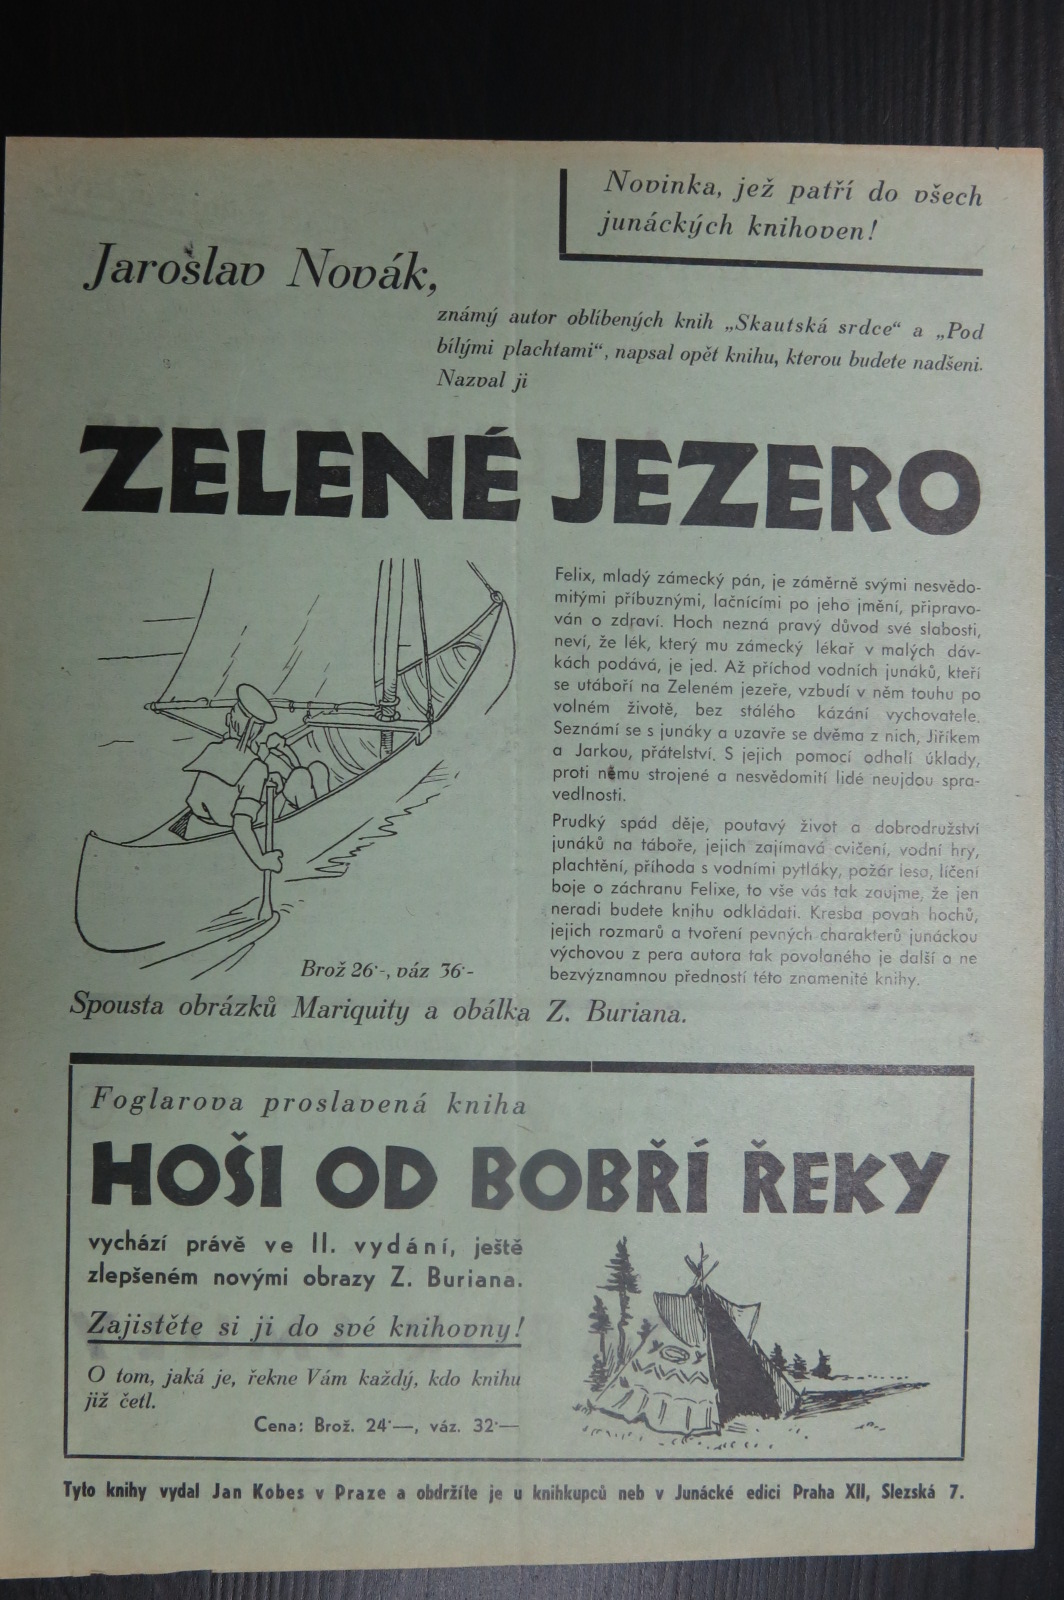 Novinka, jež patří do všech
junáckých knihoven!
Jaroslav Novák,
známý autor oblíbených knih „Skautská srdce“ a „Pod
bílými plachtami“, napsal opět knihu, kterou budete nadšeni.
Nazval ji
ZELENÉ JEZERO
Felix, mladý zámecký pán, je záměrně svými nesvědo-
mitými příbuznými, lačnícími po jeho jmění, připravo-
ván o zdraví. Hoch nezná pravý důvod své slabosti,
neví, že lék, který mu zámecký lékař v malých dáv-
kách podává, je jed. Až příchod vodních junáků, kteří
se utáboří na Zeleném jezeře, vzbudí v něm touhu po
volném životě, bez stálého kázání vychovatele.
Seznámí se s junáky a uzavře se dvěma z nich, Jiříkem
a Jarkou, přátelství. S jejich pomocí odhalí úklady,
proti němu strojené a nesvědomití lidé neujdou spra-
vedlnosti.
Prudký spád děje, poutavý život a dobrodružství
junáků na táboře, jejich zajímavá cvičení, vodní hry,
plachtění, příhoda s vodními pytláky, požár lesa, líčení
boje o záchranu Felixe, to vše vás tak zaujme, že jen
neradi budete knihu odkládati. Kresba povah hochů,
jejich rozmarů a tvoření pevných charakterů junáckou
výchovou z pera autora tak povolaného je další a ne
bezvýznamnou předností této znamenité knihy.
Brož 26·-, váz 36·-
Spousta obrázků Mariquity a obálka Z. Buriana.
Foglarova proslavená kniha
HOŠI OD BOBŘÍ ŘEKY
vychází právě ve II. vydání, ještě
zlepšeném novými obrazy Z. Buriana.
Zajistěte si ji do své knihovny!
O tom, jaká je, řekne Vám každý, kdo knihu
již četl.
Cena: Brož. 24·—, váz. 32·—
Tyto knihy vydal Jan Kobes v Praze a obdržíte je u knihkupců neb v Junácké edici Praha XII, Slezská 7.